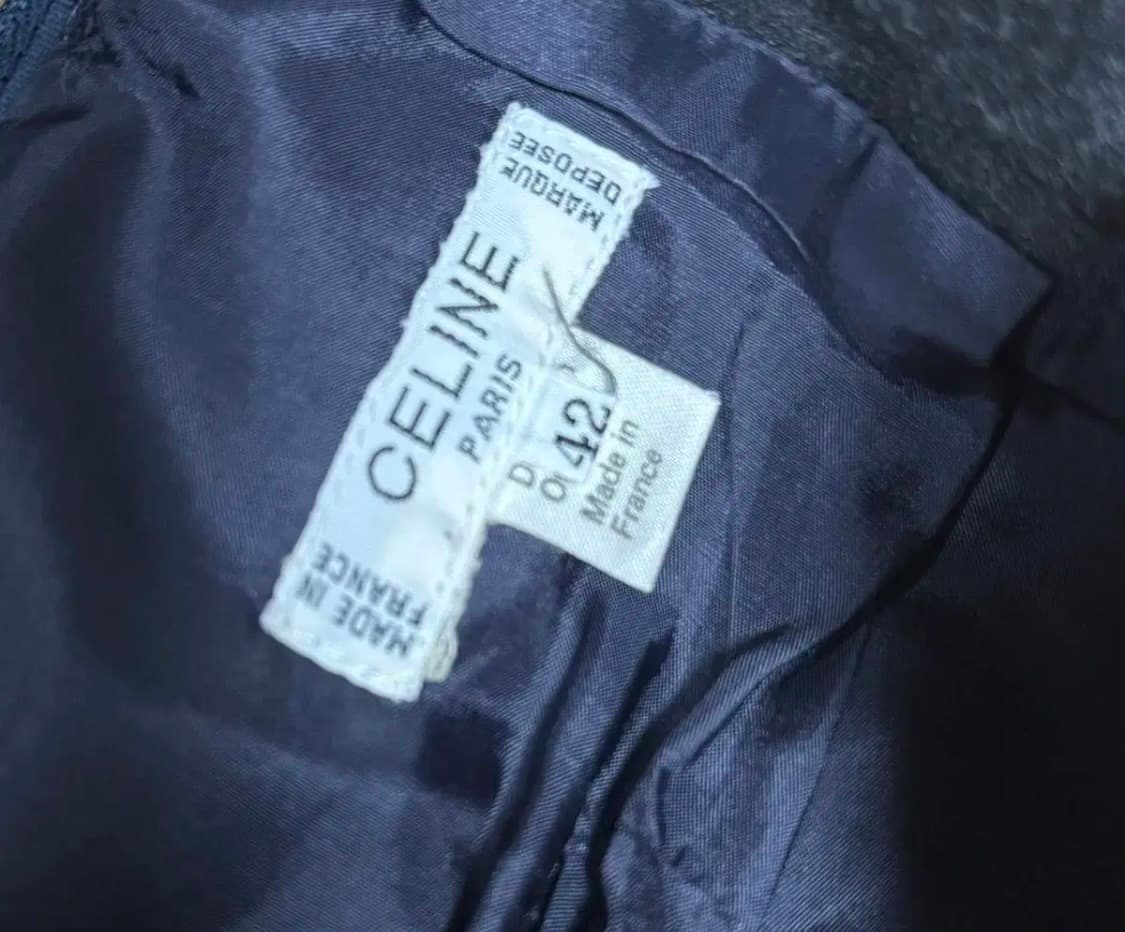 MARQUE
DEPOSEE
CELINE
PARIS
MADE IN
FRANCE
D
42
Made in
France